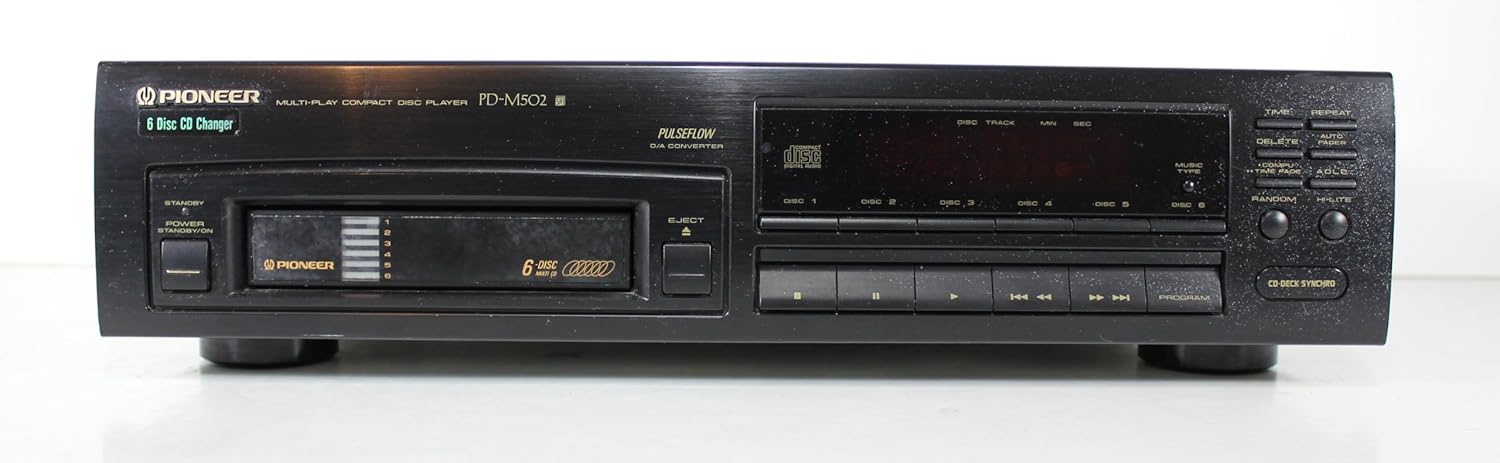 PIONEER MULTI-PLAY COMPACT DISC PLAYER PD-M502
6 Disc CD Changer
PULSEFLOW
D/A CONVERTER
STANDBY
POWER
STANDBY/ON
PIONEER
1
2
3
4
5
6
6-DISC
MULTI CD
EJECT
DISC TRACK MIN SEC
COMPACT
disc
DIGITAL AUDIO
MUSIC
TYPE
DISC 1 DISC 2 DISC 3 DISC 4 DISC 5 DISC 6
PROGRAM
TIME REPEAT
DELETE AUTO
FADER
COMPU
TIME FADE A.D.L.C.
RANDOM HI-LITE
CD-DECK SYNCHRO